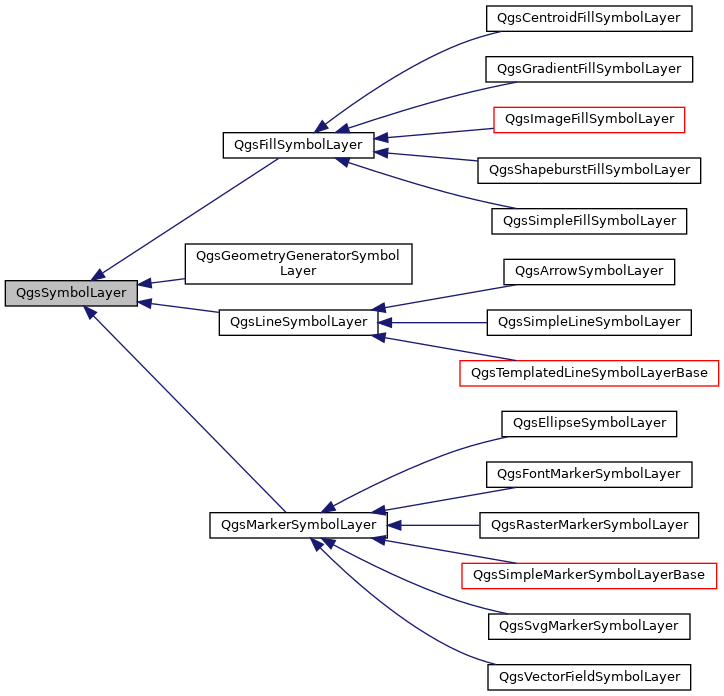 QgsCentroidFillSymbolLayer
QgsGradientFillSymbolLayer
QgsImageFillSymbolLayer
QgsFillSymbolLayer
QgsShapeburstFillSymbolLayer
QgsSimpleFillSymbolLayer
QgsGeometryGeneratorSymbol
Layer
QgsArrowSymbolLayer
QgsSymbolLayer
QgsLineSymbolLayer
QgsSimpleLineSymbolLayer
QgsTemplatedLineSymbolLayerBase
QgsEllipseSymbolLayer
QgsFontMarkerSymbolLayer
QgsMarkerSymbolLayer
QgsRasterMarkerSymbolLayer
QgsSimpleMarkerSymbolLayerBase
QgsSvgMarkerSymbolLayer
QgsVectorFieldSymbolLayer